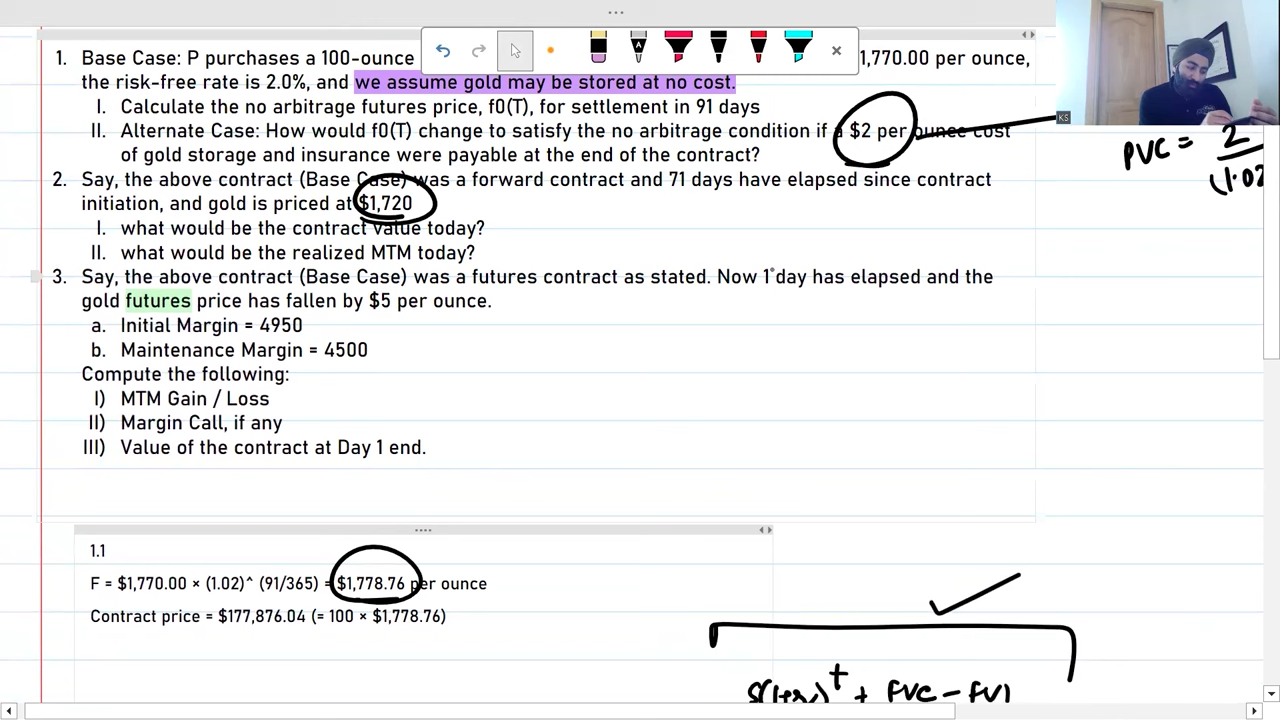 1. Base Case: P purchases a 100-ounce 1,770.00 per ounce,
the risk-free rate is 2.0%, and we assume gold may be stored at no cost.
I. Calculate the no arbitrage futures price, f0(T), for settlement in 91 days
II. Alternate Case: How would f0(T) change to satisfy the no arbitrage condition if a $2 per ounce cost
of gold storage and insurance were payable at the end of the contract?
KS
PVC = 2
(1.02
2. Say, the above contract (Base Case) was a forward contract and 71 days have elapsed since contract
initiation, and gold is priced at $1,720
I. what would be the contract value today?
II. what would be the realized MTM today?
3. Say, the above contract (Base Case) was a futures contract as stated. Now 1 day has elapsed and the
gold futures price has fallen by $5 per ounce.
a. Initial Margin = 4950
b. Maintenance Margin = 4500
Compute the following:
I) MTM Gain / Loss
II) Margin Call, if any
III) Value of the contract at Day 1 end.
1.1
F = $1,770.00 × (1.02)^ (91/365) = $1,778.76 per ounce
Contract price = $177,876.04 (= 100 × $1,778.76)
+ FVC -